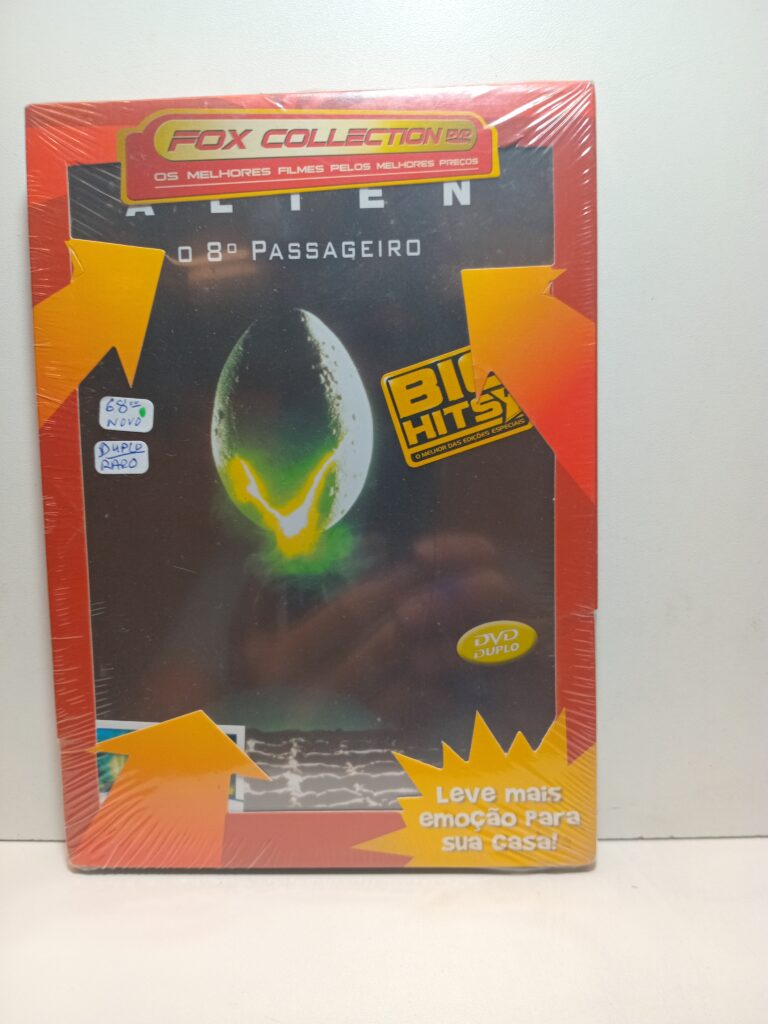 FOX COLLECTION DVD
OS MELHORES FILMES PELOS MELHORES PREÇOS
ALIEN
O 8º PASSAGEIRO
BIG
HITS
O MELHOR DAS EDIÇÕES ESPECIAIS
68,00
NOVO
DUPLO
RARO
DVD
DUPLO
Leve mais
emoção para
sua casa!